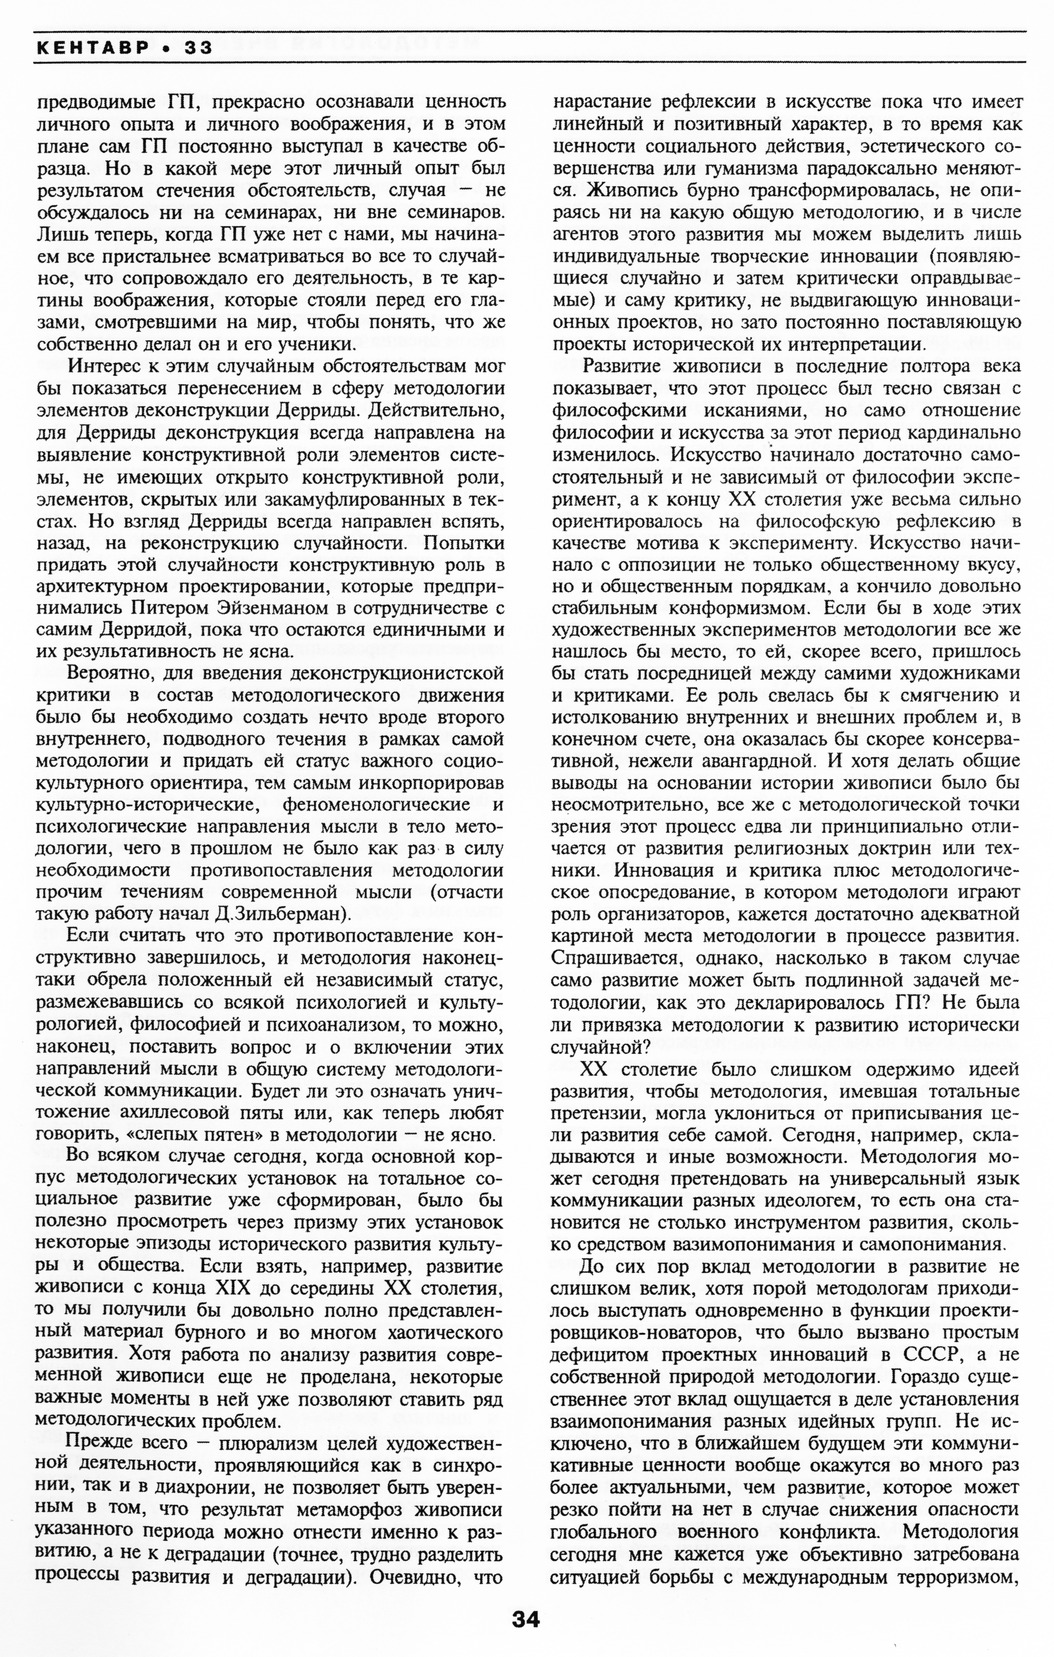 КЕНТАВР • 33
предводимые ГП, прекрасно осознавали ценность
личного опыта и личного воображения, и в этом
плане сам ГП постоянно выступал в качестве об-
разца. Но в какой мере этот личный опыт был
результатом стечения обстоятельств, случая — не
обсуждалось ни на семинарах, ни вне семинаров.
Лишь теперь, когда ГП уже нет с нами, мы начина-
ем все пристальнее всматриваться во все то случай-
ное, что сопровождало его деятельность, в те кар-
тины воображения, которые стояли перед его гла-
зами, смотревшими на мир, чтобы понять, что же
собственно делал он и его ученики.
Интерес к этим случайным обстоятельствам мог
бы показаться перенесением в сферу методологии
элементов деконструкции Дерриды. Действительно,
для Дерриды деконструкция всегда направлена на
выявление конструктивной роли элементов систе-
мы, не имеющих открыто конструктивной роли,
элементов, скрытых или закамуфлированных в тек-
стах. Но взгляд Дерриды всегда направлен вспять,
назад, на реконструкцию случайности. Попытки
придать этой случайности конструктивную роль в
архитектурном проектировании, которые предпри-
нимались Питером Эйзенманом в сотрудничестве с
самим Дерридой, пока что остаются единичными и
их результативность не ясна.
Вероятно, для введения деконструкционистской
критики в состав методологического движения
было бы необходимо создать нечто вроде второго
внутреннего, подводного течения в рамках самой
методологии и придать ей статус важного социо-
культурного ориентира, тем самым инкорпорировав
культурно-исторические, феноменологические и
психологические направления мысли в тело мето-
дологии, чего в прошлом не было как раз в силу
необходимости противопоставления методологии
прочим течениям современной мысли (отчасти
такую работу начал Д.Зильберман).
Если считать что это противопоставление кон-
структивно завершилось, и методология наконец-
таки обрела положенный ей независимый статус,
размежевавшись со всякой психологией и культу-
рологией, философией и психоанализом, то можно,
наконец, поставить вопрос и о включении этих
направлений мысли в общую систему методологи-
ческой коммуникации. Будет ли это означать унич-
тожение ахиллесовой пяты или, как теперь любят
говорить, «слепых пятен» в методологии — не ясно.
Во всяком случае сегодня, когда основной кор-
пус методологических установок на тотальное со-
циальное развитие уже сформирован, было бы
полезно просмотреть через призму этих установок
некоторые эпизоды исторического развития культу-
ры и общества. Если взять, например, развитие
живописи с конца XIX до середины XX столетия,
то мы получили бы довольно полно представлен-
ный материал бурного и во многом хаотического
развития. Хотя работа по анализу развития совре-
менной живописи еще не проделана, некоторые
важные моменты в ней уже позволяют ставить ряд
методологических проблем.
Прежде всего — плюрализм целей художествен-
ной деятельности, проявляющийся как в синхро-
нии, так и в диахронии, не позволяет быть уверен-
ным в том, что результат метаморфоз живописи
указанного периода можно отнести именно к раз-
витию, а не к деградации (точнее, трудно разделить
процессы развития и деградации). Очевидно, что
нарастание рефлексии в искусстве пока что имеет
линейный и позитивный характер, в то время как
ценности социального действия, эстетического со-
вершенства или гуманизма парадоксально меняют-
ся. Живопись бурно трансформировалась, не опи-
раясь ни на какую общую методологию, и в числе
агентов этого развития мы можем выделить лишь
индивидуальные творческие инновации (появляю-
щиеся случайно и затем критически оправдывае-
мые) и саму критику, не выдвигающую инноваци-
онных проектов, но зато постоянно поставляющую
проекты исторической их интерпретации.
Развитие живописи в последние полтора века
показывает, что этот процесс был тесно связан с
философскими исканиями, но само отношение
философии и искусства за этот период кардинально
изменилось. Искусство начинало достаточно само-
стоятельный и не зависимый от философии экспе-
римент, а к концу XX столетия уже весьма сильно
ориентировалось на философскую рефлексию в
качестве мотива к эксперименту. Искусство начи-
нало с оппозиции не только общественному вкусу,
но и общественным порядкам, а кончило довольно
стабильным конформизмом. Если бы в ходе этих
художественных экспериментов методологии все же
нашлось бы место, то ей, скорее всего, пришлось
бы стать посредницей между самими художниками
и критиками. Ее роль свелась бы к смягчению и
истолкованию внутренних и внешних проблем и, в
конечном счете, она оказалась бы скорее консерва-
тивной, нежели авангардной. И хотя делать общие
выводы на основании истории живописи было бы
неосмотрительно, все же с методологической точки
зрения этот процесс едва ли принципиально отли-
чается от развития религиозных доктрин или тех-
ники. Инновация и критика плюс методологиче-
ское опосредование, в котором методологи играют
роль организаторов, кажется достаточно адекватной
картиной места методологии в процессе развития.
Спрашивается, однако, насколько в таком случае
само развитие может быть подлинной задачей ме-
тодологии, как это декларировалось ГП? Не была
ли привязка методологии к развитию исторически
случайной?
XX столетие было слишком одержимо идеей
развития, чтобы методология, имевшая тотальные
претензии, могла уклониться от приписывания це-
ли развития себе самой. Сегодня, например, скла-
дываются и иные возможности. Методология мо-
жет сегодня претендовать на универсальный язык
коммуникации разных идеологем, то есть она ста-
новится не столько инструментом развития, сколь-
ко средством вазимопонимания и самопонимания.
До сих пор вклад методологии в развитие не
слишком велик, хотя порой методологам приходи-
лось выступать одновременно в функции проекти-
ровщиков-новаторов, что было вызвано простым
дефицитом проектных инноваций в СССР, а не
собственной природой методологии. Гораздо суще-
ственнее этот вклад ощущается в деле установления
взаимопонимания разных идейных групп. Не ис-
ключено, что в ближайшем будущем эти коммуни-
кативные ценности вообще окажутся во много раз
более актуальными, чем развитие, которое может
резко пойти на нет в случае снижения опасности
глобального военного конфликта. Методология
сегодня мне кажется уже объективно затребована
ситуацией борьбы с международным терроризмом,
34